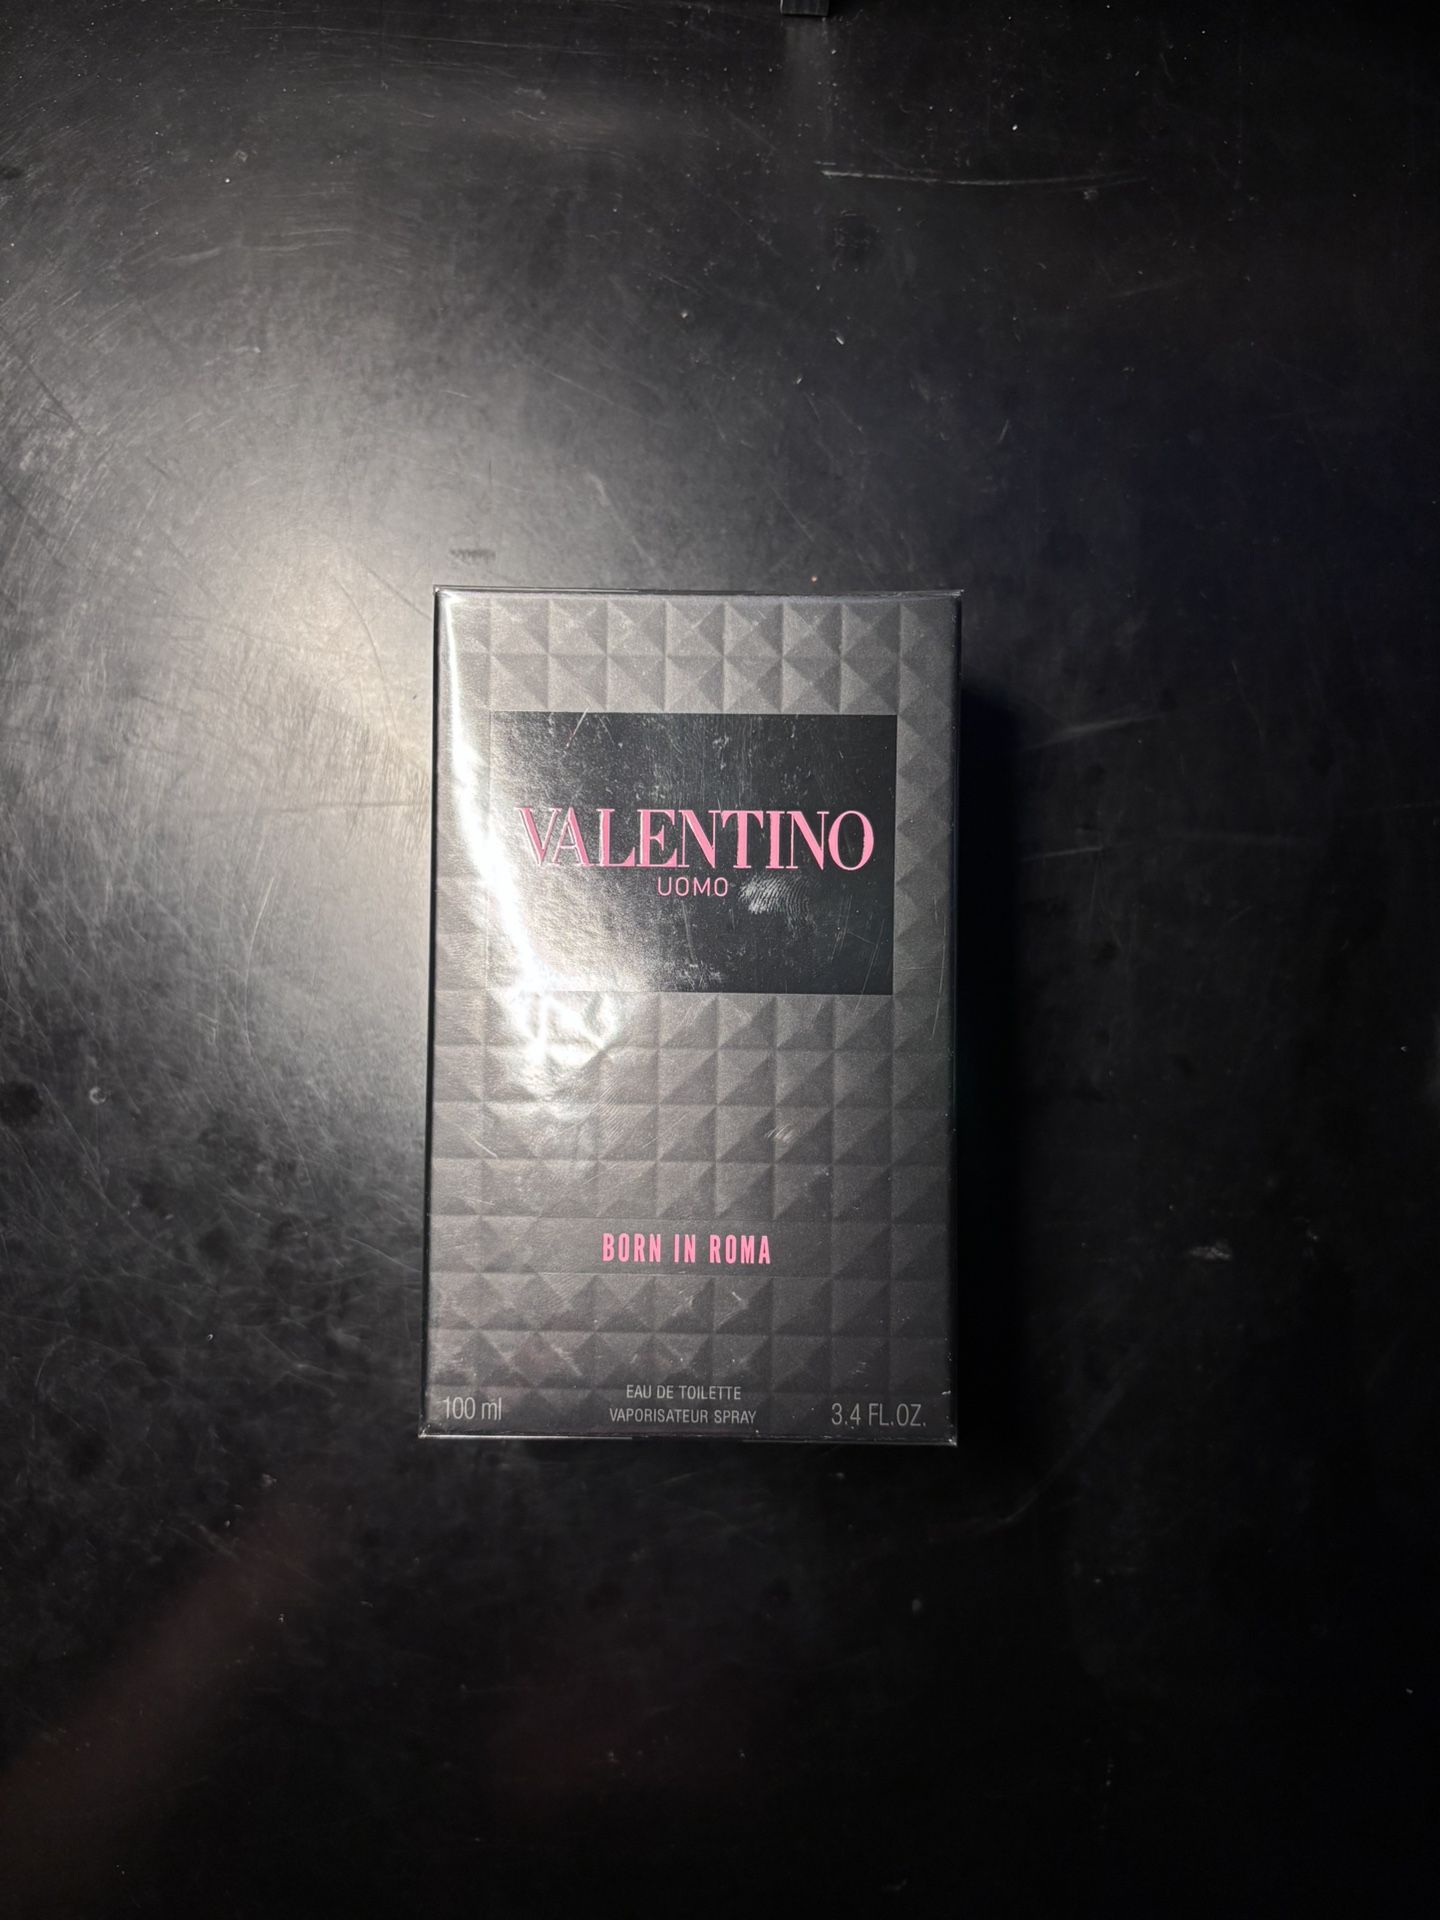 VALENTINO
UOMO
BORN IN ROMA
EAU DE TOILETTE
100 ml VAPORISATEUR SPRAY 3.4 FL.OZ.